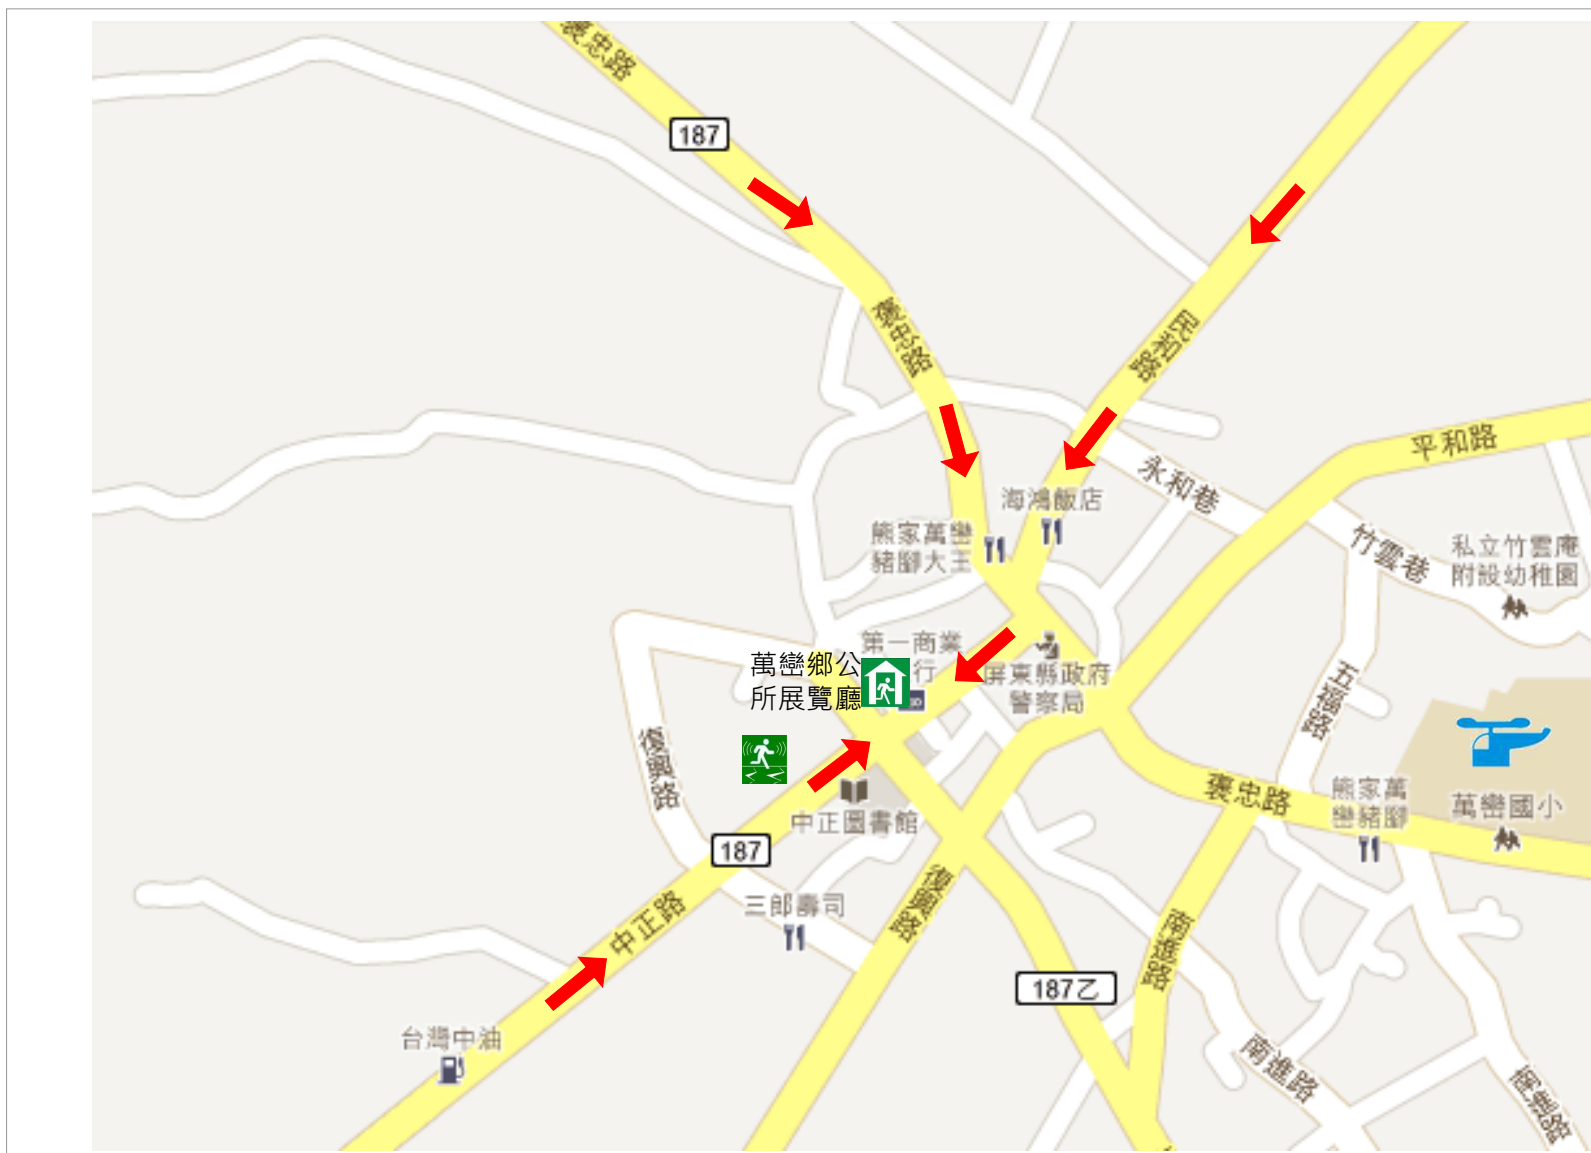 褒忠路
187
褒忠路
民和路
平和路
永和巷
海鴻飯店
熊家萬巒
豬腳大王
竹雲巷
私立竹雲庵
附設幼稚園
第一商業
行
萬巒鄉公
所展覽廳
屏東縣政府
警察局
五福路
復興路
褒忠路
熊家萬
巒豬腳
萬巒國小
中正圖書館
187
復興路
三郎壽司
中正路
南進路
187乙
台灣中油
南進路